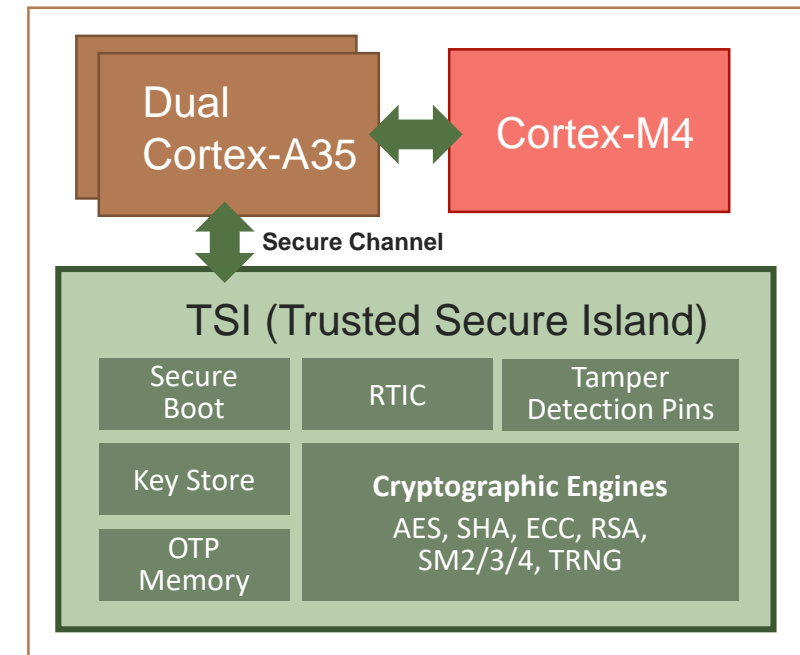 Dual
Cortex-A35
Cortex-M4
Secure Channel
TSI (Trusted Secure Island)
Secure
Boot
RTIC
Tamper
Detection Pins
Key Store
OTP
Memory
Cryptographic Engines
AES, SHA, ECC, RSA,
SM2/3/4, TRNG